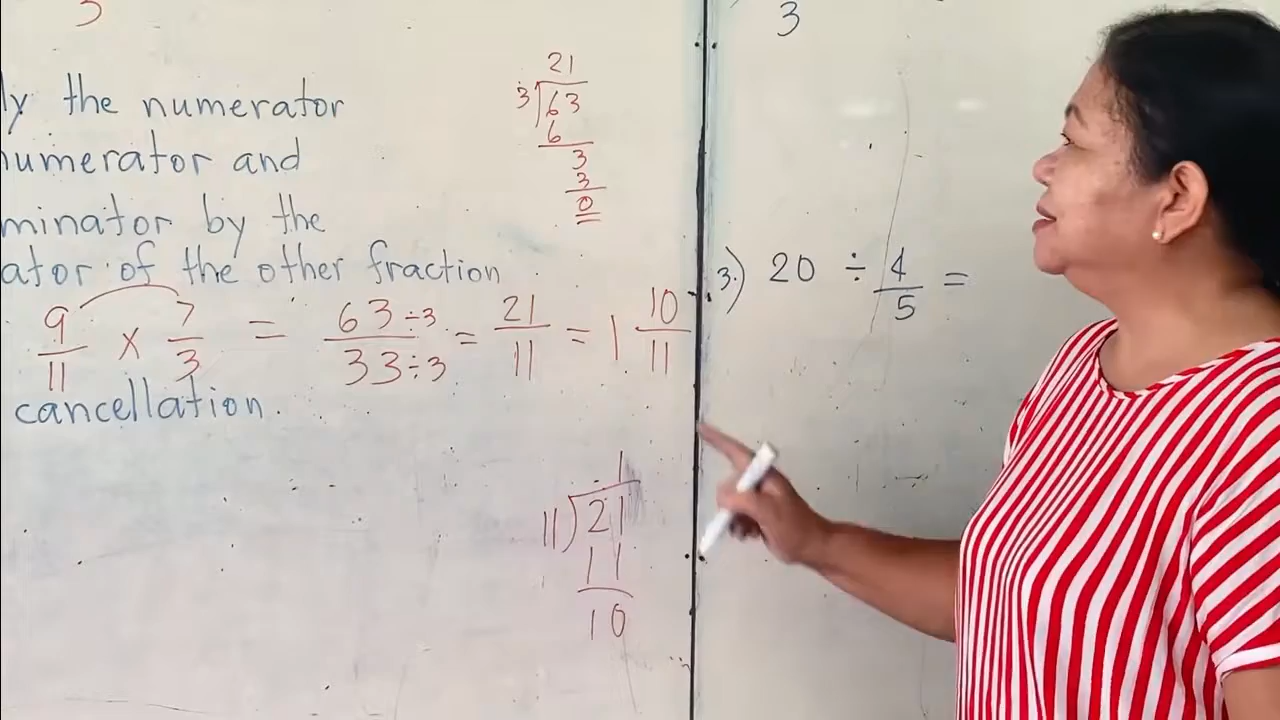 3
ly the numerator
numerator and
minator by the
ator of the other fraction
9/11 x 7/3 = 63÷3/33÷3 = 21/11 = 1 10/11
cancellation.
21
3)63
6
3
3
0
1
11)21
11
10
3
3.) 20 ÷ 4/5 =